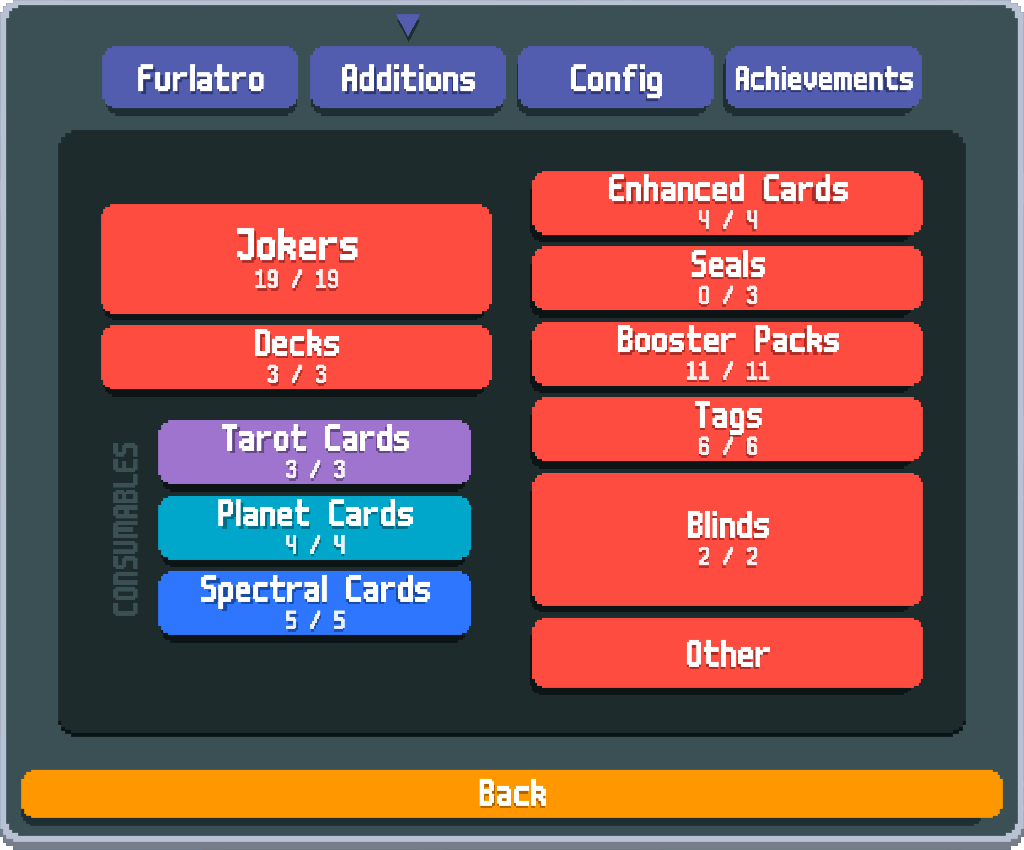 Furlatro
Additions
Config
Achievements
Jokers
19 / 19
Decks
3 / 3
CONSUMABLES
Tarot Cards
3 / 3
Planet Cards
4 / 4
Spectral Cards
5 / 5
Enhanced Cards
4 / 4
Seals
0 / 3
Booster Packs
11 / 11
Tags
6 / 6
Blinds
2 / 2
Other
Back